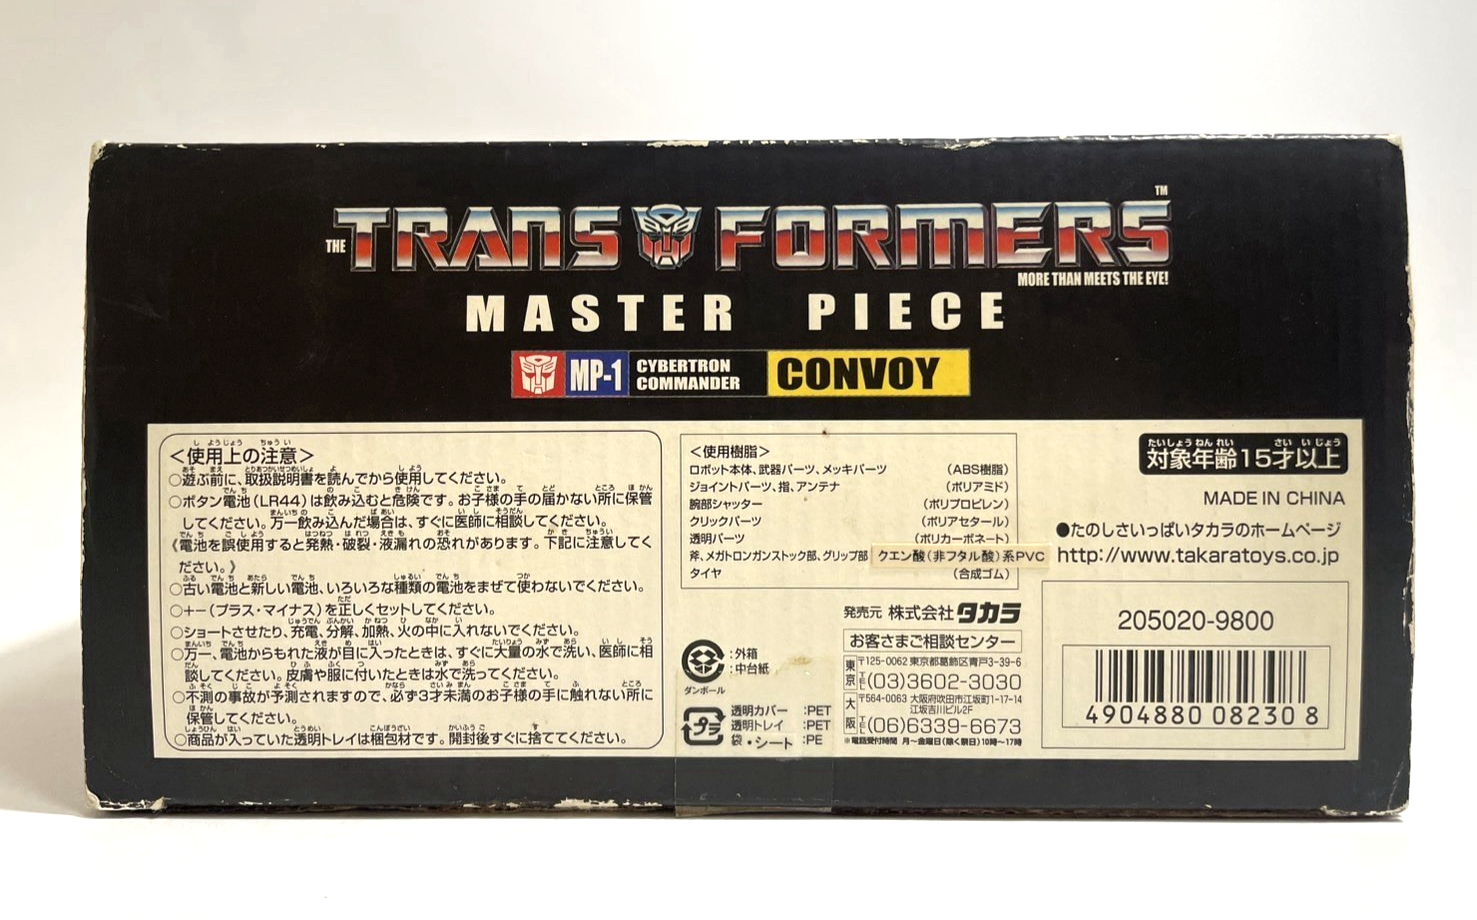 THE TRANSFORMERS™
MORE THAN MEETS THE EYE!
MASTER PIECE
MP-1 CYBERTRON COMMANDER CONVOY
<使用上の注意>
○遊ぶ前に、取扱説明書を読んでから使用してください。
○ボタン電池(LR44)は飲み込むと危険です。お子様の手の届かない所に保管
してください。万一飲み込んだ場合は、すぐに医師に相談してください。
《電池を誤使用すると発熱・破裂・液漏れの恐れがあります。下記に注意してく
ださい。》
○古い電池と新しい電池、いろいろな種類の電池をまぜて使わないでください。
○+−(プラス・マイナス)を正しくセットしてください。
○ショートさせたり、充電、分解、加熱、火の中に入れないでください。
○万一、電池からもれた液が目に入ったときは、すぐに大量の水で洗い、医師に相
談してください。皮膚や服に付いたときは水で洗ってください。
○不測の事故が予測されますので、必ず3才未満のお子様の手に触れない所に
保管してください。
○商品が入っていた透明トレイは梱包材です。開封後すぐに捨ててください。
<使用樹脂>
ロボット本体、武器パーツ、メッキパーツ (ABS樹脂)
ジョイントパーツ、指、アンテナ (ポリアミド)
腕部シャッター (ポリプロピレン)
クリックパーツ (ポリアセタール)
透明パーツ (ポリカーボネート)
斧、メガトロンガンストック部、グリップ部 クエン酸(非フタル酸)系PVC
タイヤ (合成ゴム)
ダンボール
:外箱
:中台紙
プラ
透明カバー :PET
透明トレイ :PET
袋・シート :PE
発売元 株式会社タカラ
お客さまご相談センター
東京 〒125-0062 東京都葛飾区青戸3-39-6
TEL(03)3602-3030
大阪 〒564-0063 大阪府吹田市江坂町1-17-14
江坂吉川ビル2F
TEL(06)6339-6673
※電話受付時間 月〜金曜日(除く祭日)10時〜17時
対象年齢15才以上
MADE IN CHINA
●たのしさいっぱいタカラのホームページ
http://www.takaratoys.co.jp
205020-9800
4904880 08230 8